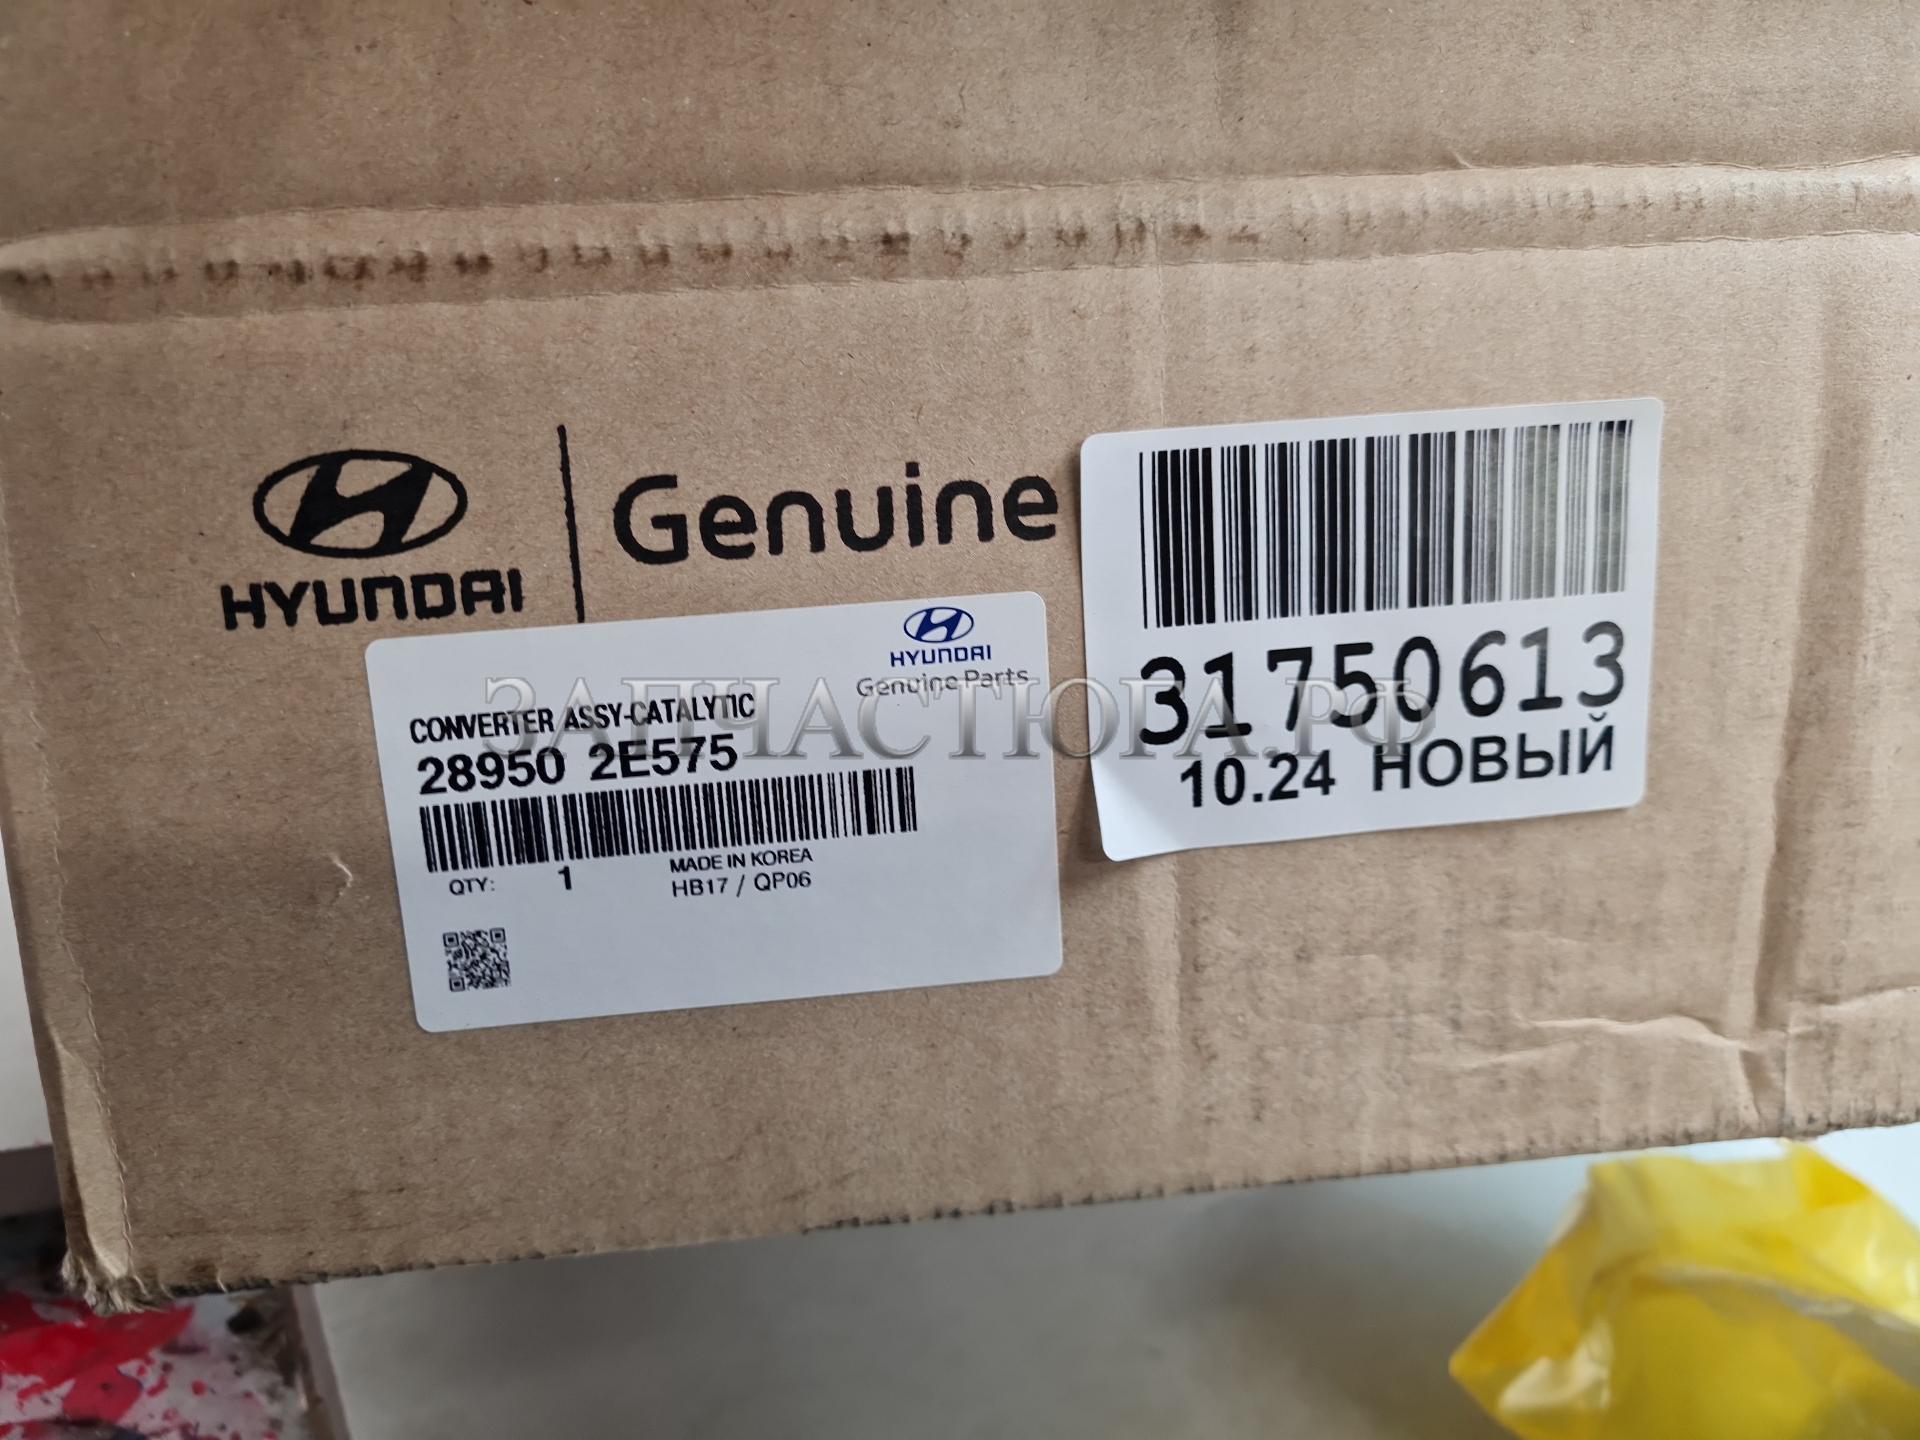 HYUNDAI
Genuine
HYUNDAI
Genuine Parts
CONVERTER ASSY-CATALYTIC
28950 2E575
QTY: 1
MADE IN KOREA
HB17 / QP06
31750613
10.24 НОВЫЙ
ЗАПЧАСТЮГА.РФ